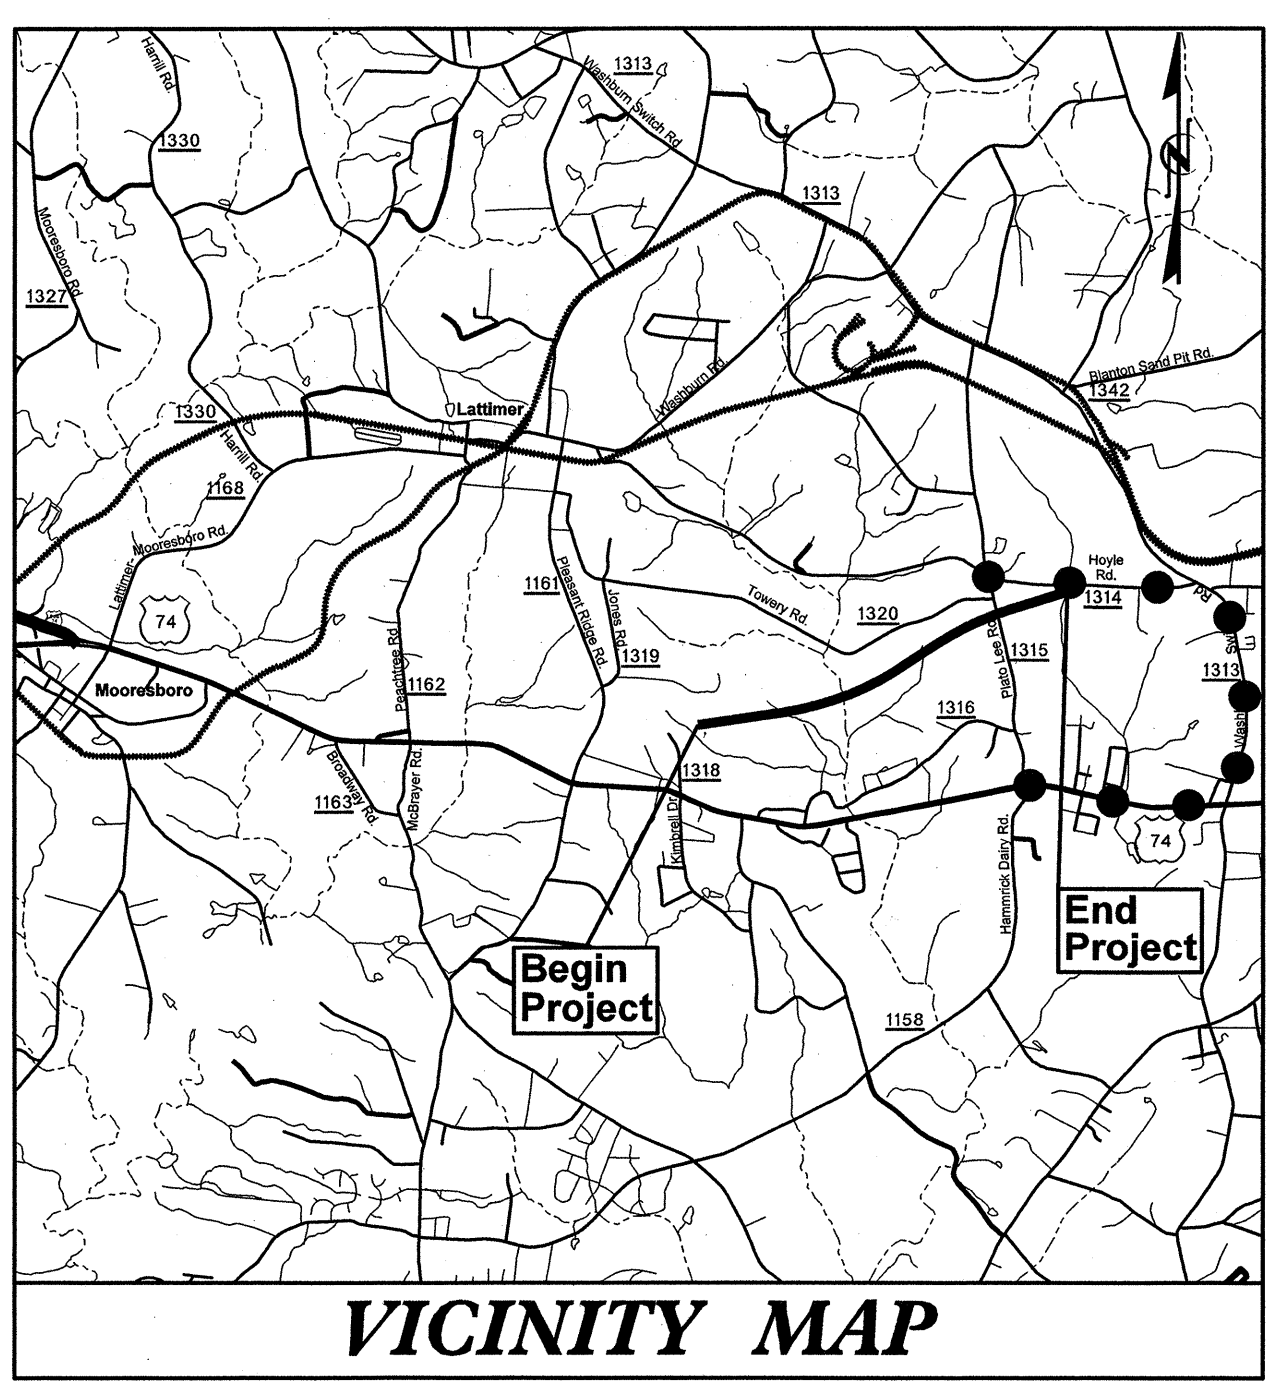 Harrill Rd.
1313
Washburn Switch Rd
1330
N
1313
Mooresboro Rd.
1327
Blanton Sand Pit Rd.
1342
Washburn Rd.
Lattimer
1330
Harrill Rd.
1168
Lattimer-Mooresboro Rd.
Hoyle
Rd.
1314
Rd
1161
Pleasant Ridge Rd.
Jones Rd.
Towery Rd.
1320
74
1319
Plato Lee Rd.
1315
1313
Mooresboro
Peachtree Rd
1162
1316
1318
Broadway Rd.
1163
McBrayer Rd.
Kimbrell Dr.
Hammrick Dairy Rd.
74
End
Project
Begin
Project
1158
VICINITY MAP